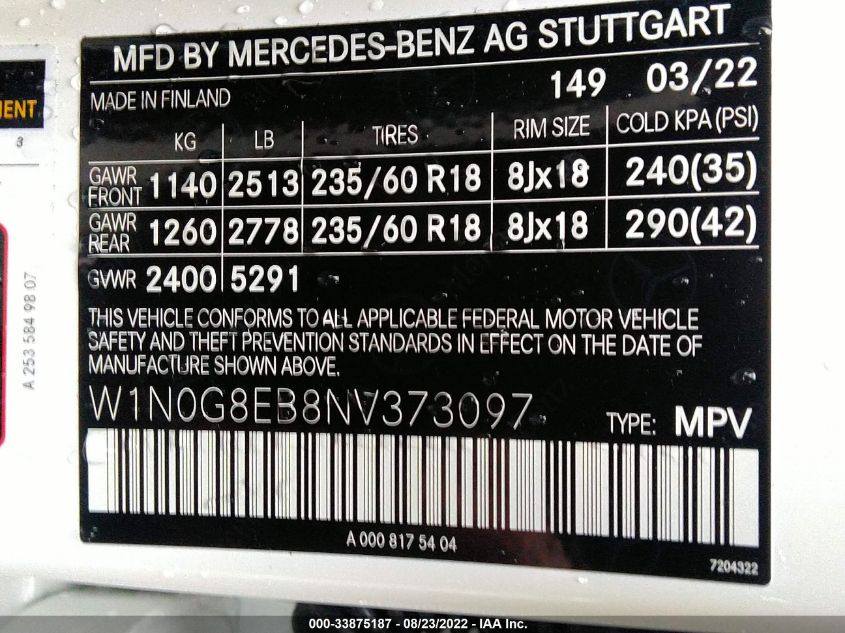 MFD BY MERCEDES-BENZ AG STUTTGART
MADE IN FINLAND 149 03/22
KG LB TIRES RIM SIZE COLD KPA (PSI)
GAWR FRONT 1140 2513 235/60 R18 8Jx18 240(35)
GAWR REAR 1260 2778 235/60 R18 8Jx18 290(42)
GVWR 2400 5291
THIS VEHICLE CONFORMS TO ALL APPLICABLE FEDERAL MOTOR VEHICLE
SAFETY AND THEFT PREVENTION STANDARDS IN EFFECT ON THE DATE OF
MANUFACTURE SHOWN ABOVE.
W1N0G8EB8NV373097 TYPE: MPV
A 000 817 54 04
7204322
A 253 584 98 07
3
000-33875187 - 08/23/2022 - IAA Inc.